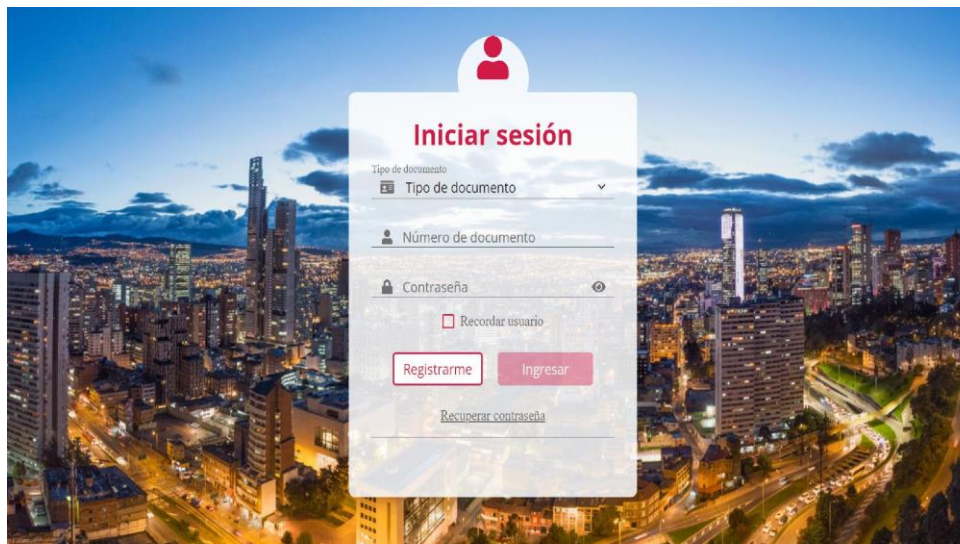 Iniciar sesión
Tipo de documento
Tipo de documento
Número de documento
Contraseña
Recordar usuario
Registrarme Ingresar
Recuperar contraseña